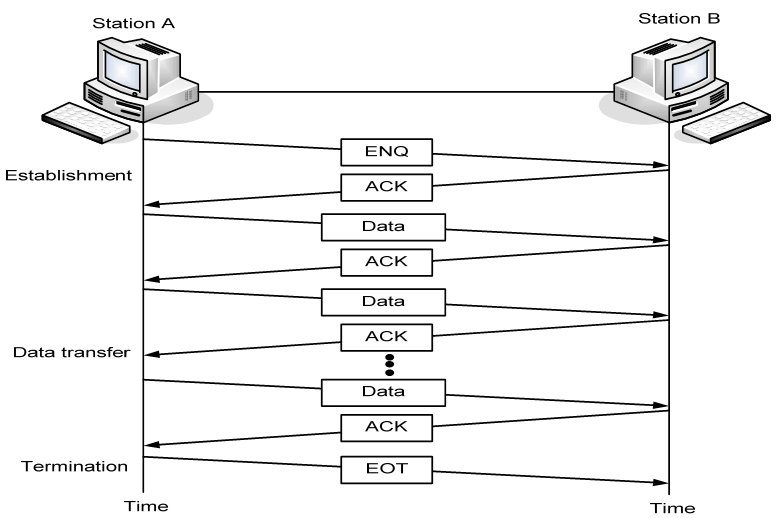 Station A
Station B
ENQ
Establishment
ACK
Data
ACK
Data
ACK
Data transfer
Data
ACK
Termination
EOT
Time
Time